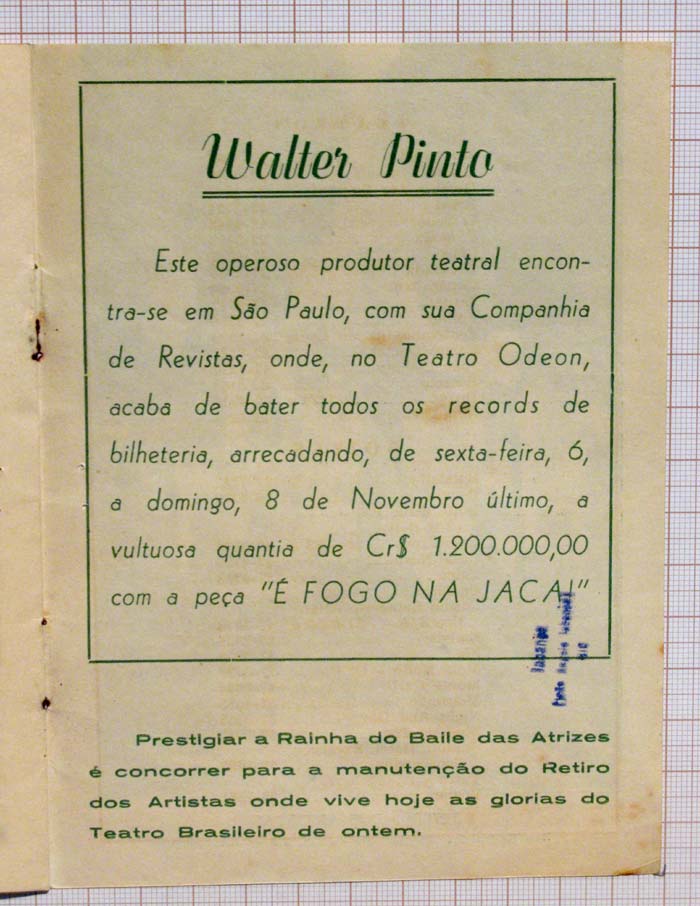 Walter Pinto
Este operoso produtor teatral encon-
tra-se em São Paulo, com sua Companhia
de Revistas, onde, no Teatro Odeon,
acaba de bater todos os records de
bilheteria, arrecadando, de sexta-feira, 6,
a domingo, 8 de Novembro último, a
vultuosa quantia de Cr$ 1.200.000,00
com a peça "É FOGO NA JACA!"
Prestigiar a Rainha do Baile das Atrizes
é concorrer para a manutenção do Retiro
dos Artistas onde vive hoje as glorias do
Teatro Brasileiro de ontem.